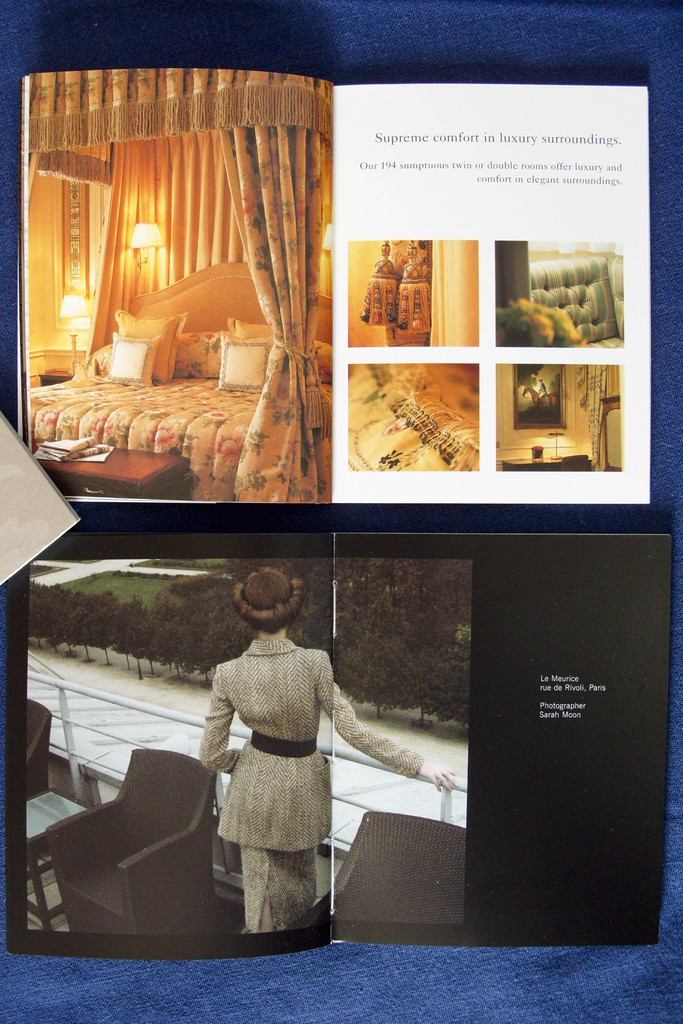 Supreme comfort in luxury surroundings.
Our 194 sumptuous twin or double rooms offer luxury and
comfort in elegant surroundings.
Le Meurice
rue de Rivoli, Paris
Photographer
Sarah Moon